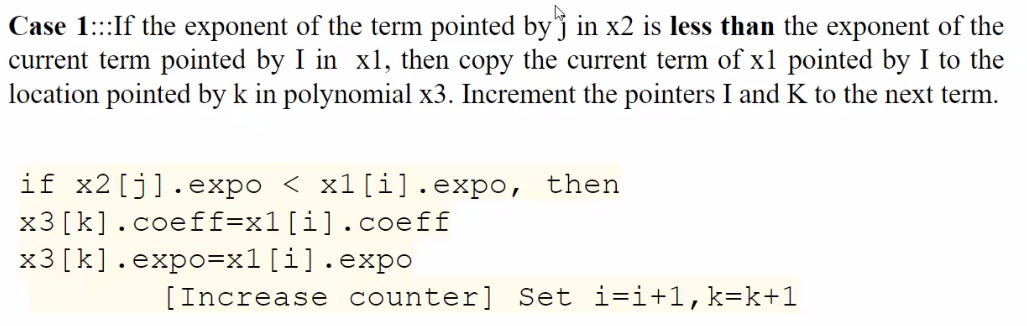 Case 1:::If the exponent of the term pointed by j in x2 is less than the exponent of the
current term pointed by I in x1, then copy the current term of x1 pointed by I to the
location pointed by k in polynomial x3. Increment the pointers I and K to the next term.
if x2[j].expo < x1[i].expo, then
x3[k].coeff=x1[i].coeff
x3[k].expo=x1[i].expo
[Increase counter] Set i=i+1,k=k+1